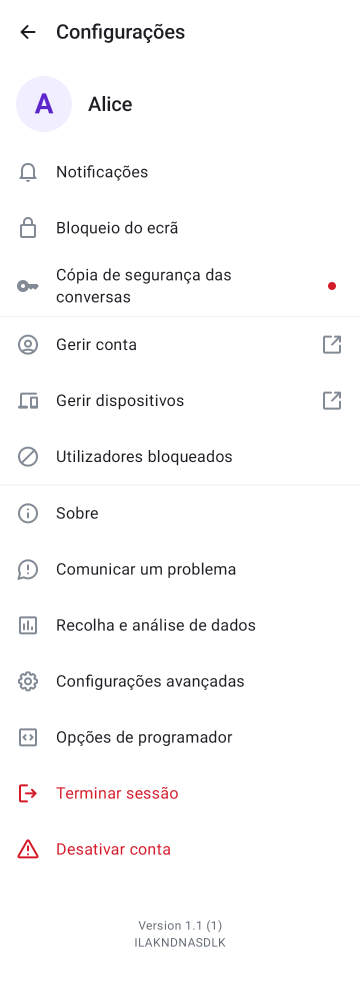 Configurações
A
Alice
Notificações
Bloqueio do ecrã
Cópia de segurança das
conversas
Gerir conta
Gerir dispositivos
Utilizadores bloqueados
Sobre
Comunicar um problema
Recolha e análise de dados
Configurações avançadas
Opções de programador
Terminar sessão
Desativar conta
Version 1.1 (1)
ILAKNDNASDLK